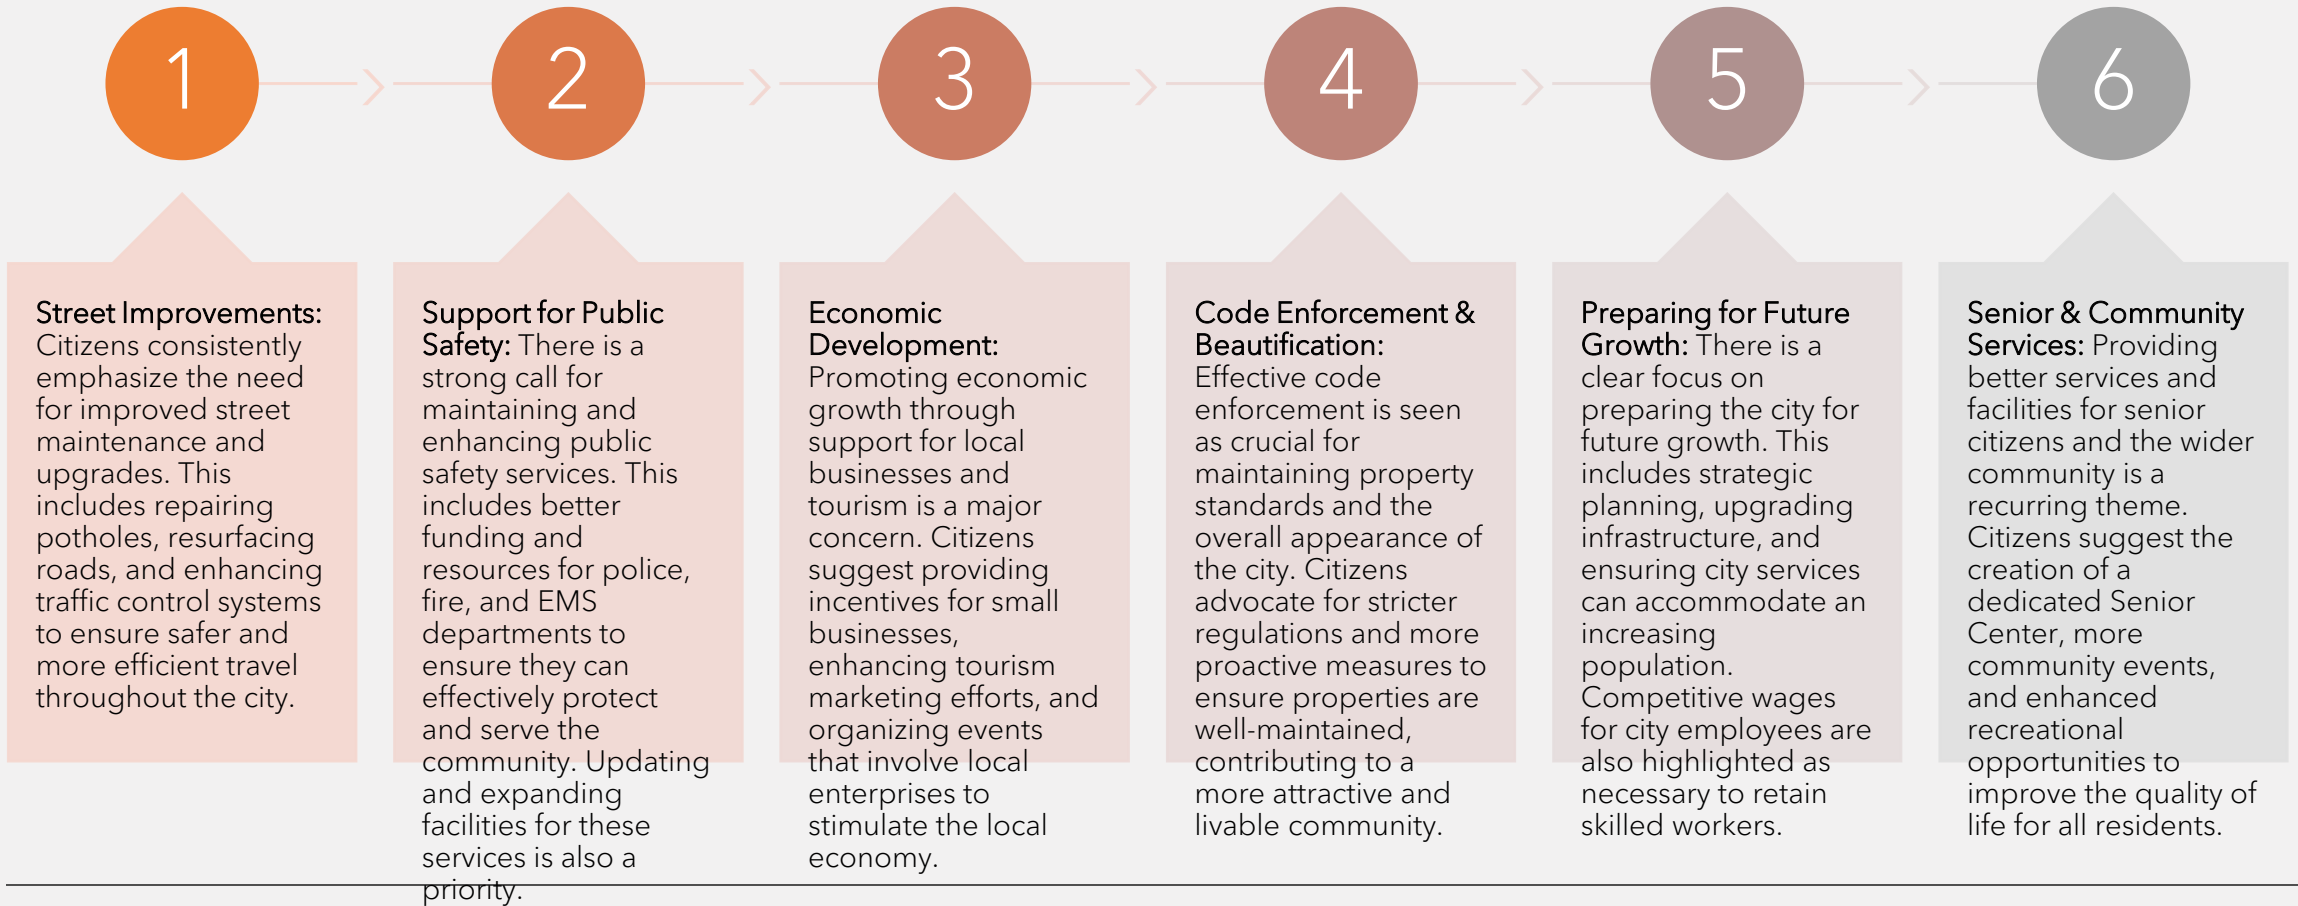 1
2
3
4
5
6
Street Improvements:
Citizens consistently
emphasize the need
for improved street
maintenance and
upgrades. This
includes repairing
potholes, resurfacing
roads, and enhancing
traffic control systems
to ensure safer and
more efficient travel
throughout the city.
Support for Public
Safety: There is a
strong call for
maintaining and
enhancing public
safety services. This
includes better
funding and
resources for police,
fire, and EMS
departments to
ensure they can
effectively protect
and serve the
community. Updating
and expanding
facilities for these
services is also a
priority.
Economic
Development:
Promoting economic
growth through
support for local
businesses and
tourism is a major
concern. Citizens
suggest providing
incentives for small
businesses,
enhancing tourism
marketing efforts, and
organizing events
that involve local
enterprises to
stimulate the local
economy.
Code Enforcement &
Beautification:
Effective code
enforcement is seen
as crucial for
maintaining property
standards and the
overall appearance of
the city. Citizens
advocate for stricter
regulations and more
proactive measures to
ensure properties are
well-maintained,
contributing to a
more attractive and
livable community.
Preparing for Future
Growth: There is a
clear focus on
preparing the city for
future growth. This
includes strategic
planning, upgrading
infrastructure, and
ensuring city services
can accommodate an
increasing
population.
Competitive wages
for city employees are
also highlighted as
necessary to retain
skilled workers.
Senior & Community
Services: Providing
better services and
facilities for senior
citizens and the wider
community is a
recurring theme.
Citizens suggest the
creation of a
dedicated Senior
Center, more
community events,
and enhanced
recreational
opportunities to
improve the quality of
life for all residents.